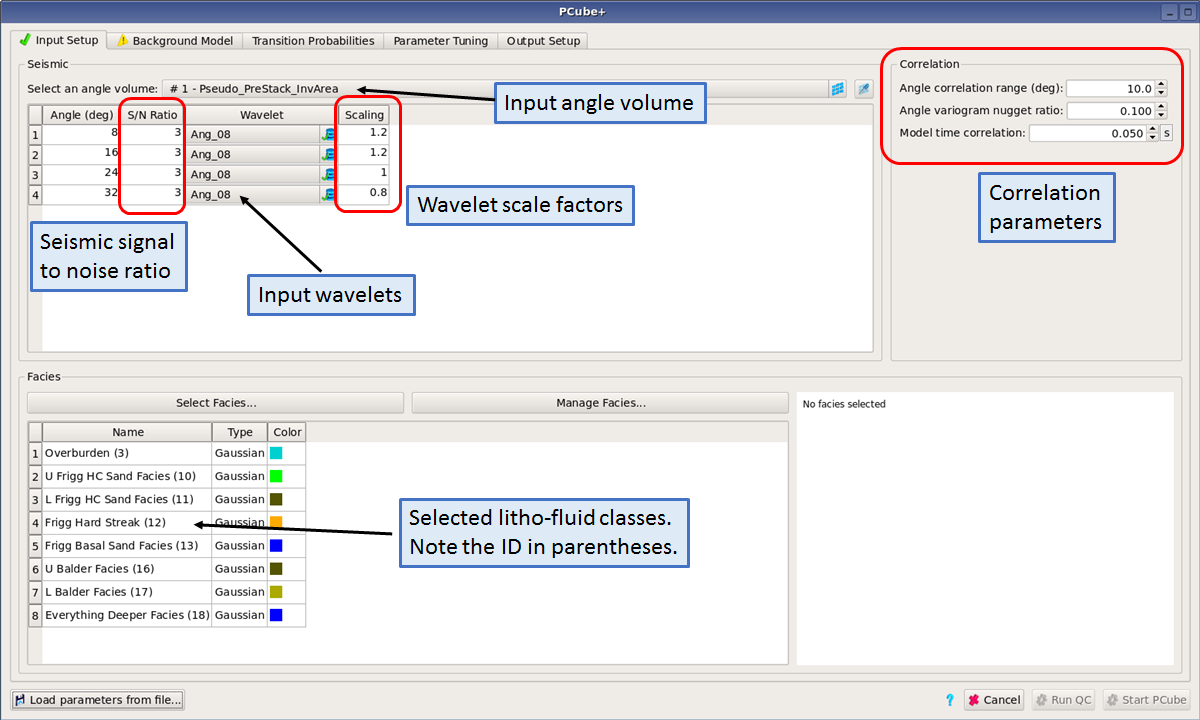 PCube+
Input Setup
Background Model
Transition Probabilities
Parameter Tuning
Output Setup
Seismic
Select an angle volume: # 1 - Pseudo_PreStack_InvArea
Input angle volume
Angle (deg) S/N Ratio Wavelet Scaling
1 8 3 Ang_08 1.2
2 16 3 Ang_08 1.2
3 24 3 Ang_08 1
4 32 3 Ang_08 0.8
Wavelet scale factors
Seismic signal
to noise ratio
Input wavelets
Correlation
Angle correlation range (deg): 10.0
Angle variogram nugget ratio: 0.100
Model time correlation: 0.050 s
Correlation
parameters
Facies
Select Facies...
Manage Facies...
No facies selected
Name Type Color
1 Overburden (3) Gaussian
2 U Frigg HC Sand Facies (10) Gaussian
3 L Frigg HC Sand Facies (11) Gaussian
4 Frigg Hard Streak (12) Gaussian
5 Frigg Basal Sand Facies (13) Gaussian
6 U Balder Facies (16) Gaussian
7 L Balder Facies (17) Gaussian
8 Everything Deeper Facies (18) Gaussian
Selected litho-fluid classes.
Note the ID in parentheses.
Load parameters from file...
? Cancel Run QC Start PCube